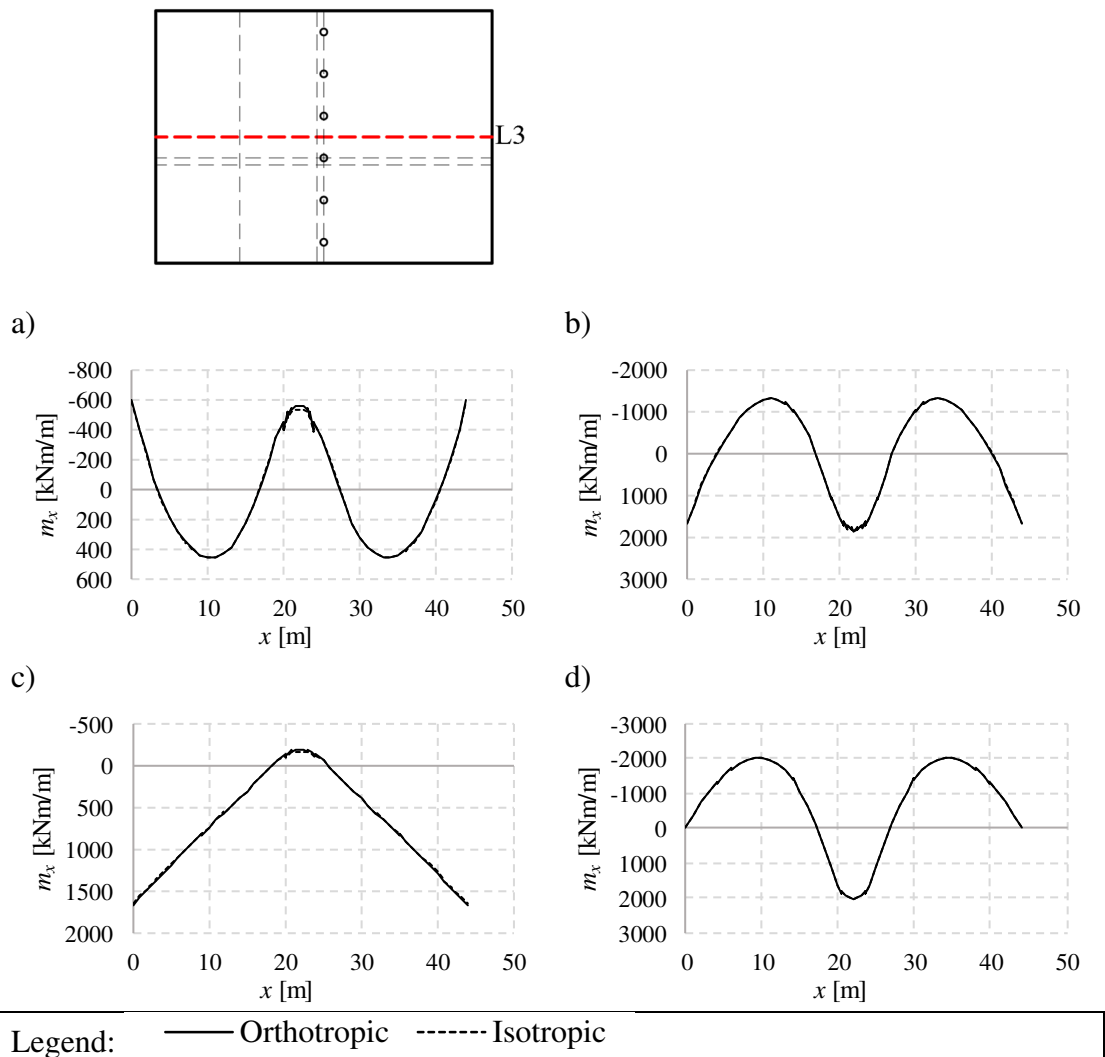 L3
a)
-800
-600
-400
-200
0
200
400
600
m_x [kNm/m]
0 10 20 30 40 50
x [m]
b)
-2000
-1000
0
1000
2000
3000
m_x [kNm/m]
0 10 20 30 40 50
x [m]
c)
-500
0
500
1000
1500
2000
m_x [kNm/m]
0 10 20 30 40 50
x [m]
d)
-3000
-2000
-1000
0
1000
2000
3000
m_x [kNm/m]
0 10 20 30 40 50
x [m]
Legend: Orthotropic Isotropic